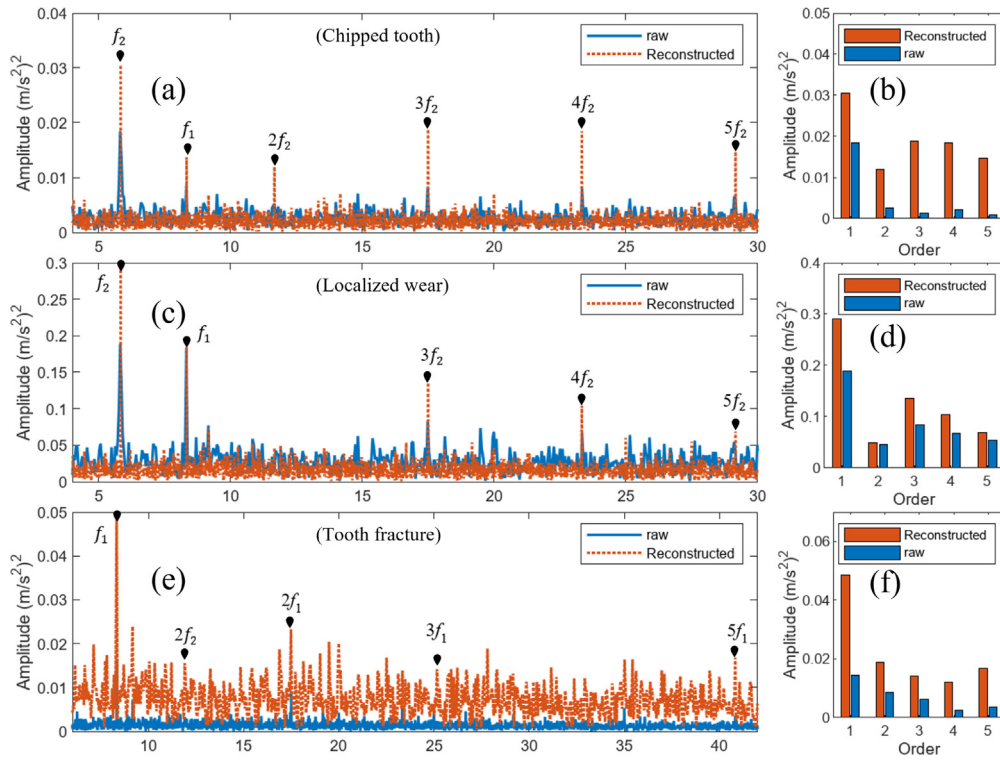 0.04
0.03
0.02
0.01
0
Amplitude (m/s²)²
f₂
(a)
f₁
2f₂
(Chipped tooth)
3f₂
4f₂
5f₂
raw
Reconstructed
5 10 15 20 25 30
0.05
0.04
0.03
0.02
0.01
0
Amplitude (m/s²)²
Reconstructed
raw
(b)
1 2 3 4 5
Order
0.3
0.25
0.2
0.15
0.1
0.05
0
Amplitude (m/s²)²
f₂
(c)
f₁
(Localized wear)
3f₂
4f₂
5f₂
raw
Reconstructed
5 10 15 20 25 30
0.4
0.3
0.2
0.1
0
Amplitude (m/s²)²
Reconstructed
raw
(d)
1 2 3 4 5
Order
0.05
0.04
0.03
0.02
0.01
0
Amplitude (m/s²)²
f₁
(e)
2f₂
(Tooth fracture)
2f₁
3f₁
5f₁
raw
Reconstructed
10 15 20 25 30 35 40
0.06
0.04
0.02
0
Amplitude (m/s²)²
Reconstructed
raw
(f)
1 2 3 4 5
Order